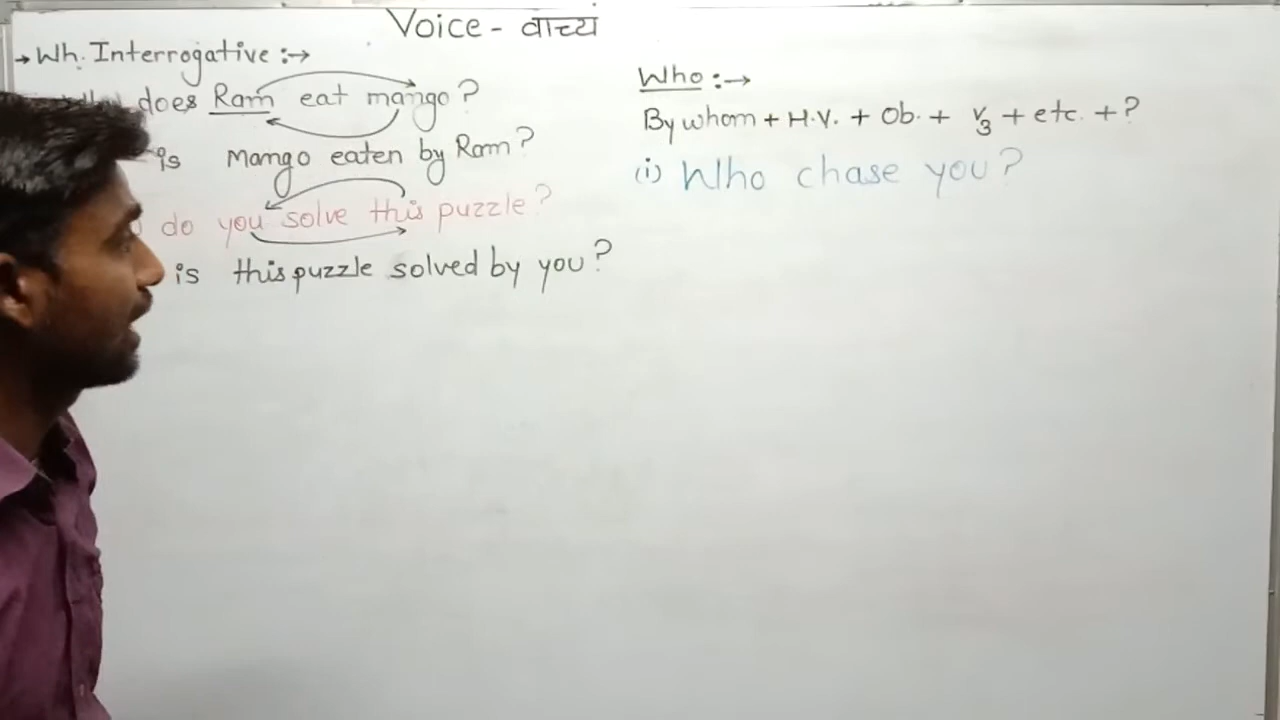 Voice - वाच्य
→ Wh. Interrogative :→
does Ram eat mango?
is Mango eaten by Ram?
do you solve this puzzle?
is this puzzle solved by you?
Who :→
By whom + H.V. + Ob. + V3 + etc. + ?
(i) Who chase you?